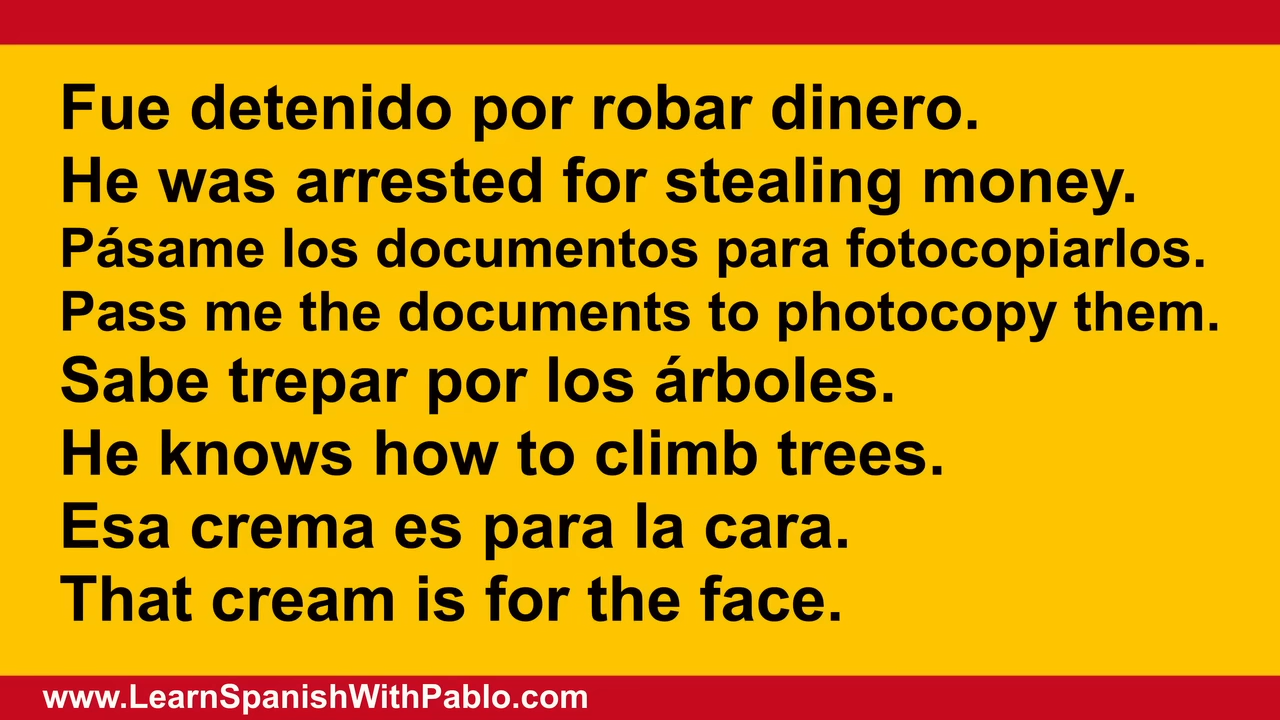 Fue detenido por robar dinero.
He was arrested for stealing money.
Pásame los documentos para fotocopiarlos.
Pass me the documents to photocopy them.
Sabe trepar por los árboles.
He knows how to climb trees.
Esa crema es para la cara.
That cream is for the face.
www.LearnSpanishWithPablo.com